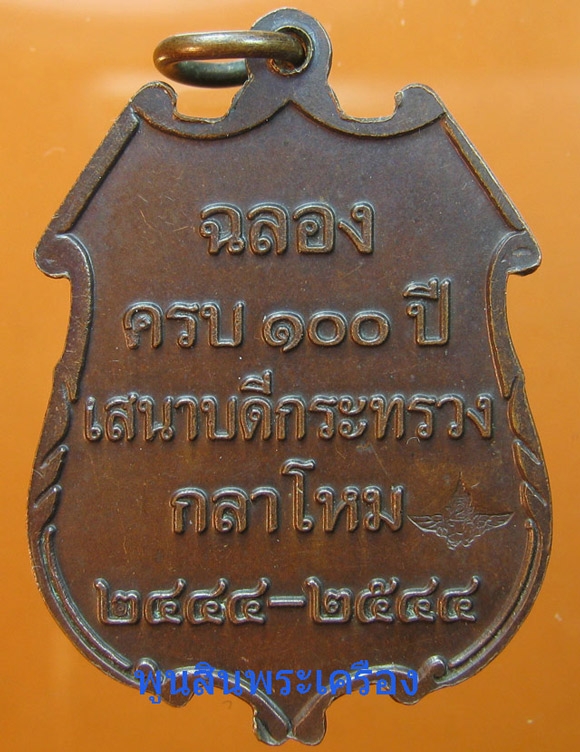 ฉลอง
ครบ ๑๐๐ ปี
เสนาบดีกระทรวง
กลาโหม
๒๔๔๔-๒๕๔๔
พูนสินพระเครื่อง